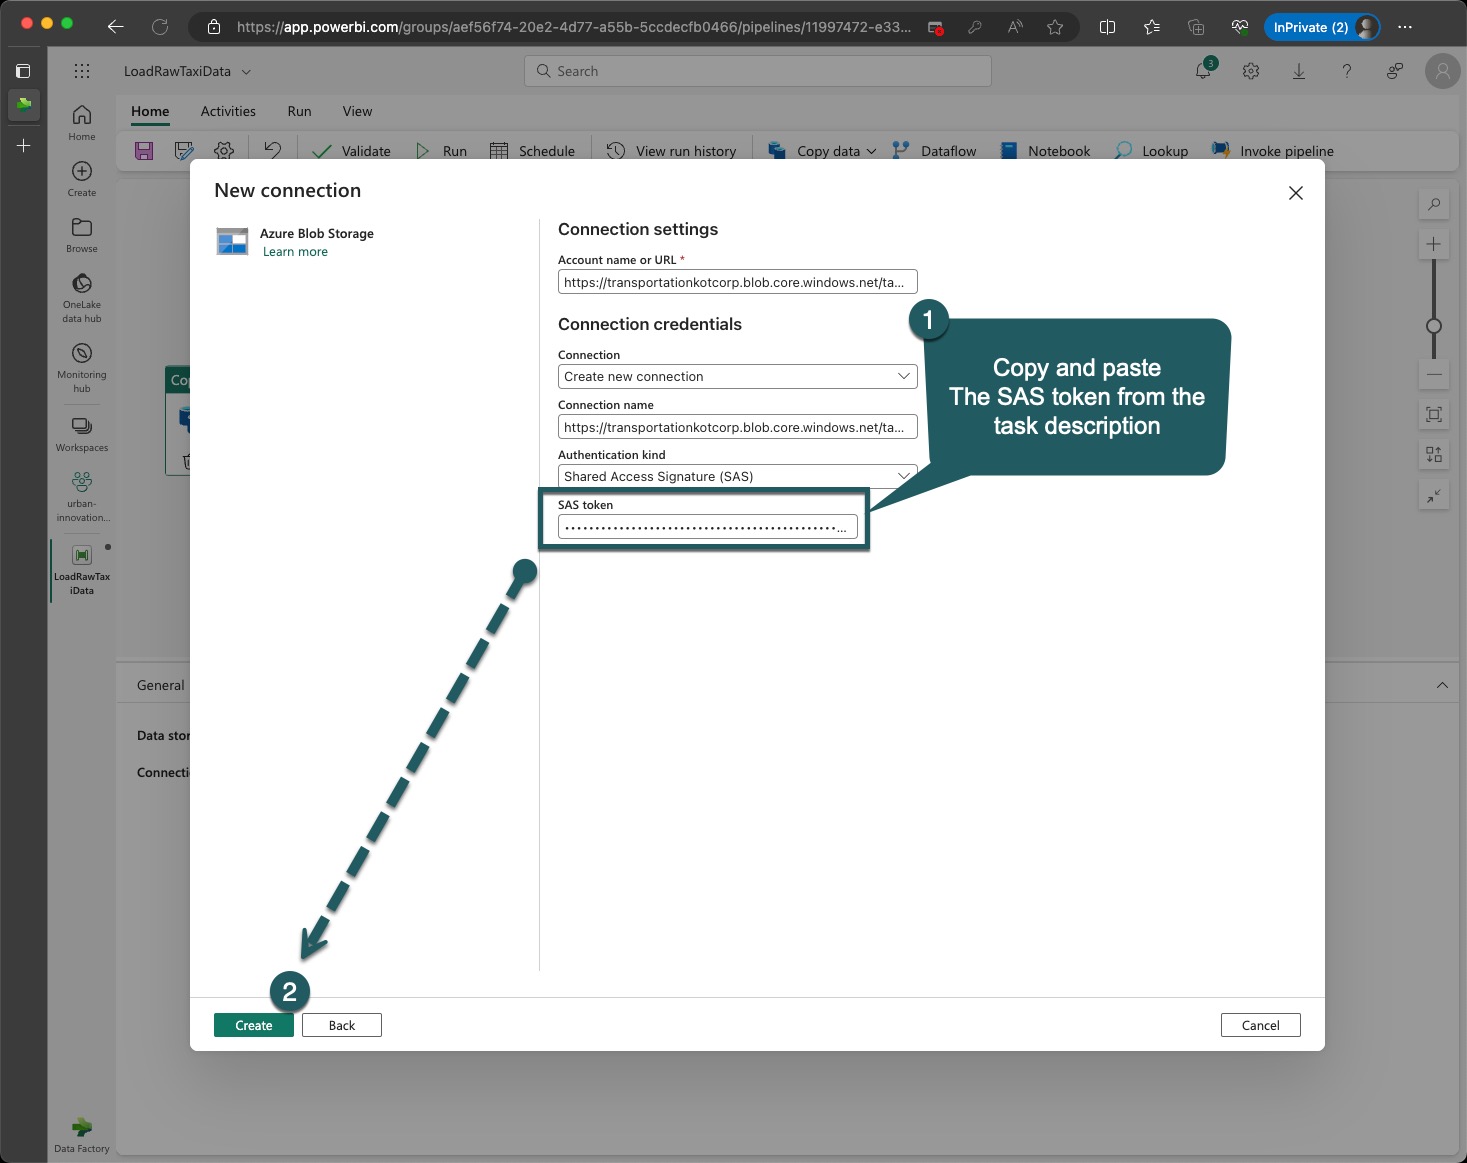 https://app.powerbi.com/groups/aef56f74-20e2-4d77-a55b-5ccdecfb0466/pipelines/11997472-e33...
InPrivate (2)
LoadRawTaxiData
Search
3
Home
Activities
Run
View
Validate
Run
Schedule
View run history
Copy data
Dataflow
Notebook
Lookup
Invoke pipeline
Home
Create
Browse
OneLake
data hub
Monitoring
hub
Workspaces
urban-
innovation...
LoadRawTax
iData
Data Factory
New connection
Azure Blob Storage
Learn more
Connection settings
Account name or URL *
https://transportationkotcorp.blob.core.windows.net/ta...
Connection credentials
Connection
Create new connection
Connection name
https://transportationkotcorp.blob.core.windows.net/ta...
Authentication kind
Shared Access Signature (SAS)
SAS token
1
Copy and paste
The SAS token from the
task description
2
Create
Back
Cancel
General